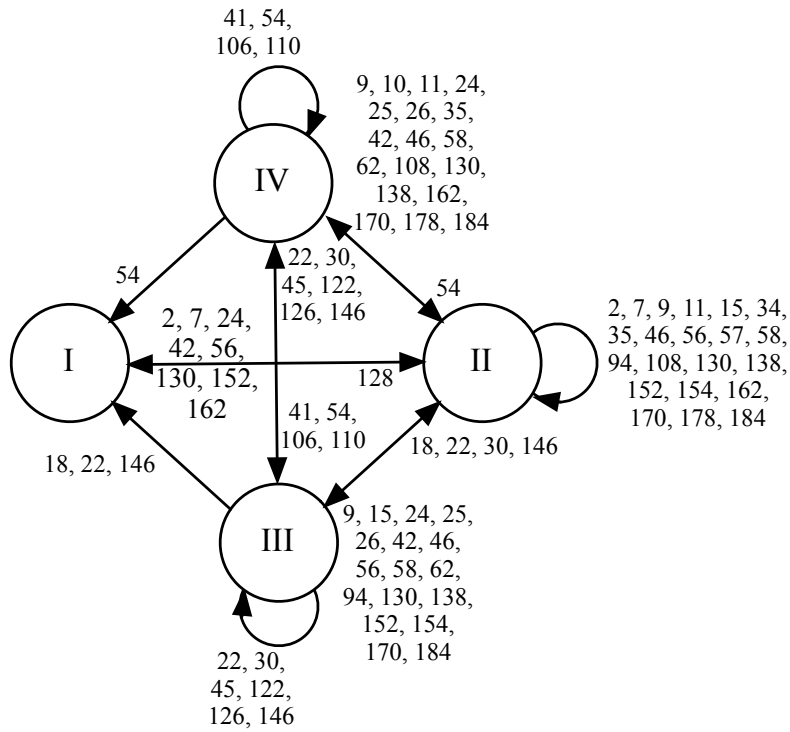 41, 54,
106, 110
9, 10, 11, 24,
25, 26, 35,
42, 46, 58,
62, 108, 130,
138, 162,
170, 178, 184
IV
22, 30,
45, 122,
126, 146
54
54
2, 7, 24,
42, 56,
130, 152,
162
2, 7, 9, 11, 15, 34,
35, 46, 56, 57, 58,
94, 108, 130, 138,
152, 154, 162,
170, 178, 184
I
II
128
41, 54,
106, 110
18, 22, 146
18, 22, 30, 146
III
9, 15, 24, 25,
26, 42, 46,
56, 58, 62,
94, 130, 138,
152, 154,
170, 184
22, 30,
45, 122,
126, 146